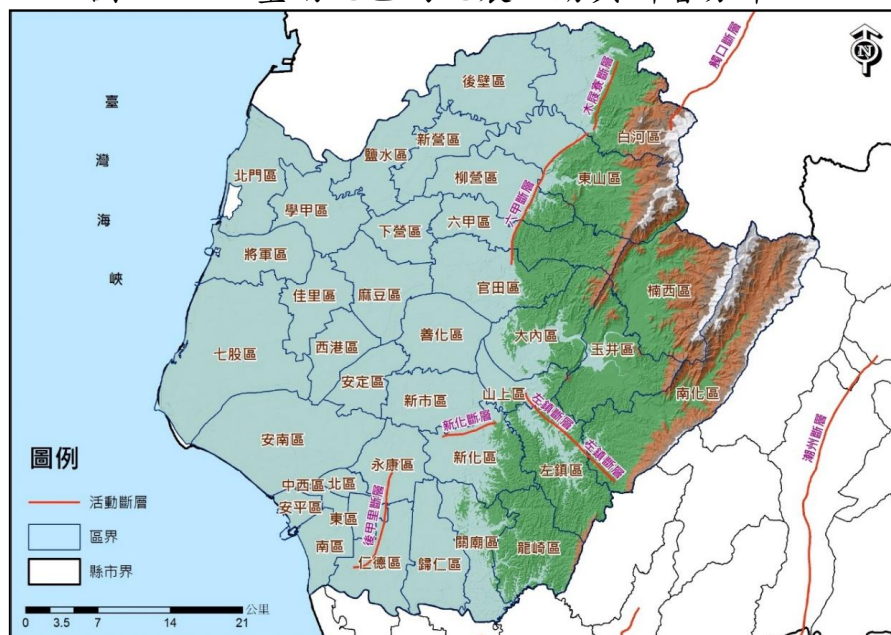 臺灣海峽
N
觸口斷層
木屐寮斷層
後壁區
白河區
新營區
鹽水區
北門區
柳營區
東山區
學甲區
六甲斷層
下營區
六甲區
將軍區
官田區
楠西區
佳里區
麻豆區
善化區
大內區
玉井區
七股區
西港區
安定區
新市區
山上區
南化區
左鎮斷層
新化斷層
安南區
新化區
左鎮區
左鎮斷層
潮州斷層
永康區
中西區
北區
安平區
東區
後甲里斷層
南區
仁德區
歸仁區
關廟區
龍崎區
圖例
活動斷層
區界
縣市界
0 3.5 7 14 21 公里